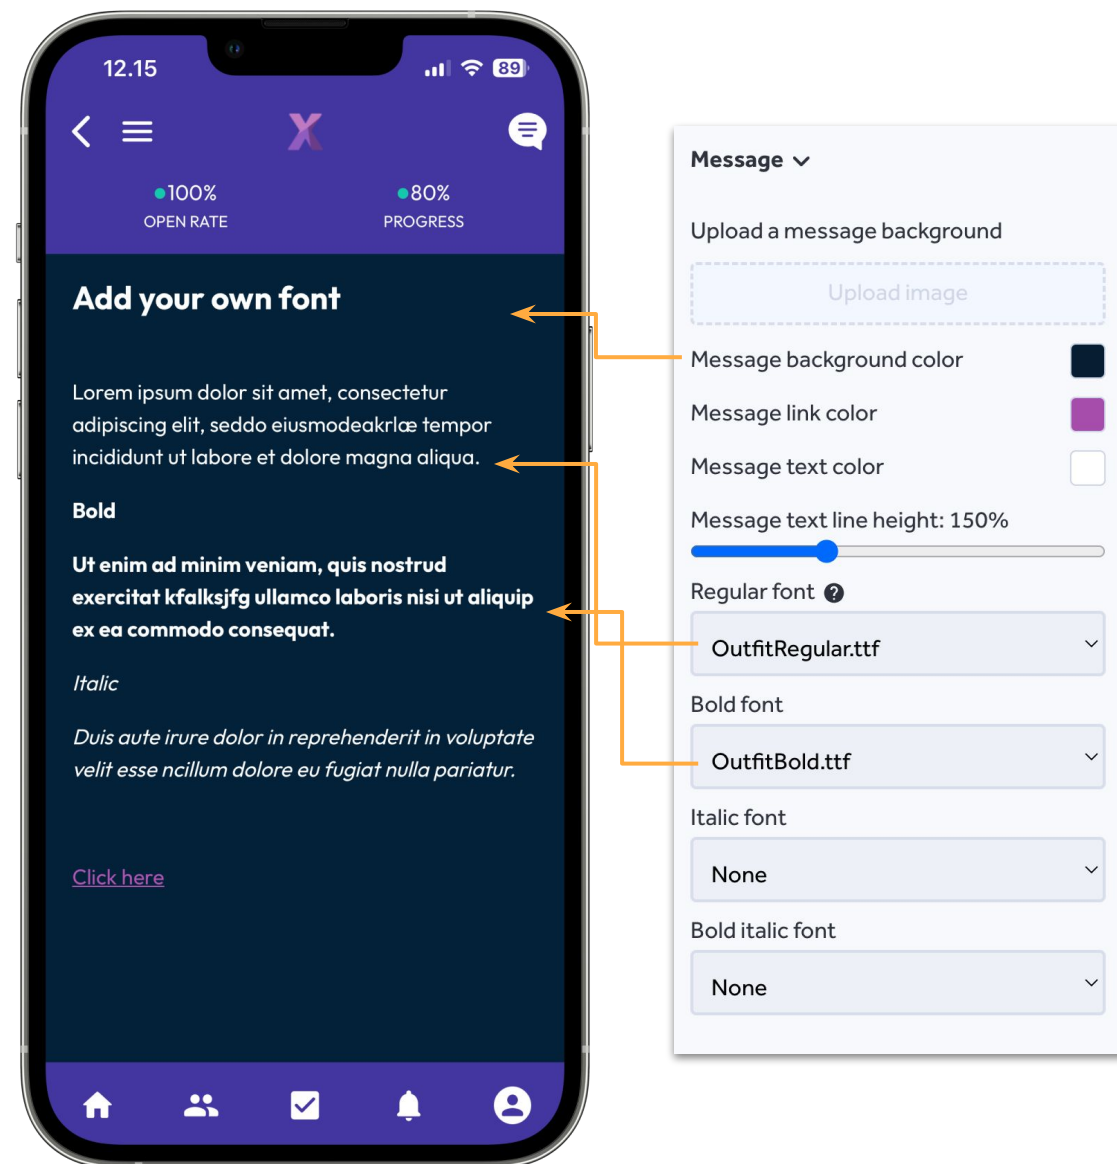 12.15
89
X
100%
80%
OPEN RATE
PROGRESS
Add your own font
Lorem ipsum dolor sit amet, consectetur
adipiscing elit, seddo eiusmodeakrlæ tempor
incididunt ut labore et dolore magna aliqua.
Bold
Ut enim ad minim veniam, quis nostrud
exercitat kfalksjfg ullamco laboris nisi ut aliquip
ex ea commodo consequat.
Italic
Duis aute irure dolor in reprehenderit in voluptate
velit esse ncillum dolore eu fugiat nulla pariatur.
Click here
Message
Upload a message background
Upload image
Message background color
Message link color
Message text color
Message text line height: 150%
Regular font ?
OutfitRegular.ttf
Bold font
OutfitBold.ttf
Italic font
None
Bold italic font
None